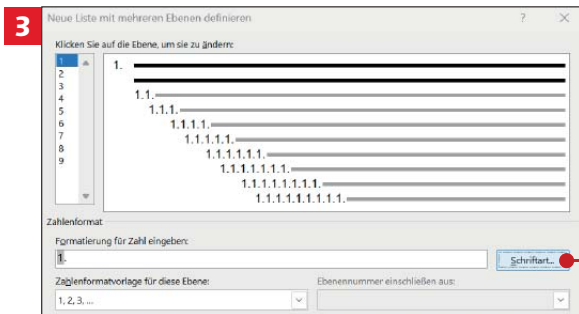 3
Neue Liste mit mehreren Ebenen definieren ? ×
Klicken Sie auf die Ebene, um sie zu ändern:
1
2
3
4
5
6
7
8
9
1.
1.1.
1.1.1.
1.1.1.1.
1.1.1.1.1.
1.1.1.1.1.1.
1.1.1.1.1.1.1.
1.1.1.1.1.1.1.1.
1.1.1.1.1.1.1.1.1.
Zahlenformat
Formatierung für Zahl eingeben:
1.
Schriftart...
Zahlenformatvorlage für diese Ebene:
Ebenennummer einschließen aus:
1, 2, 3, ...